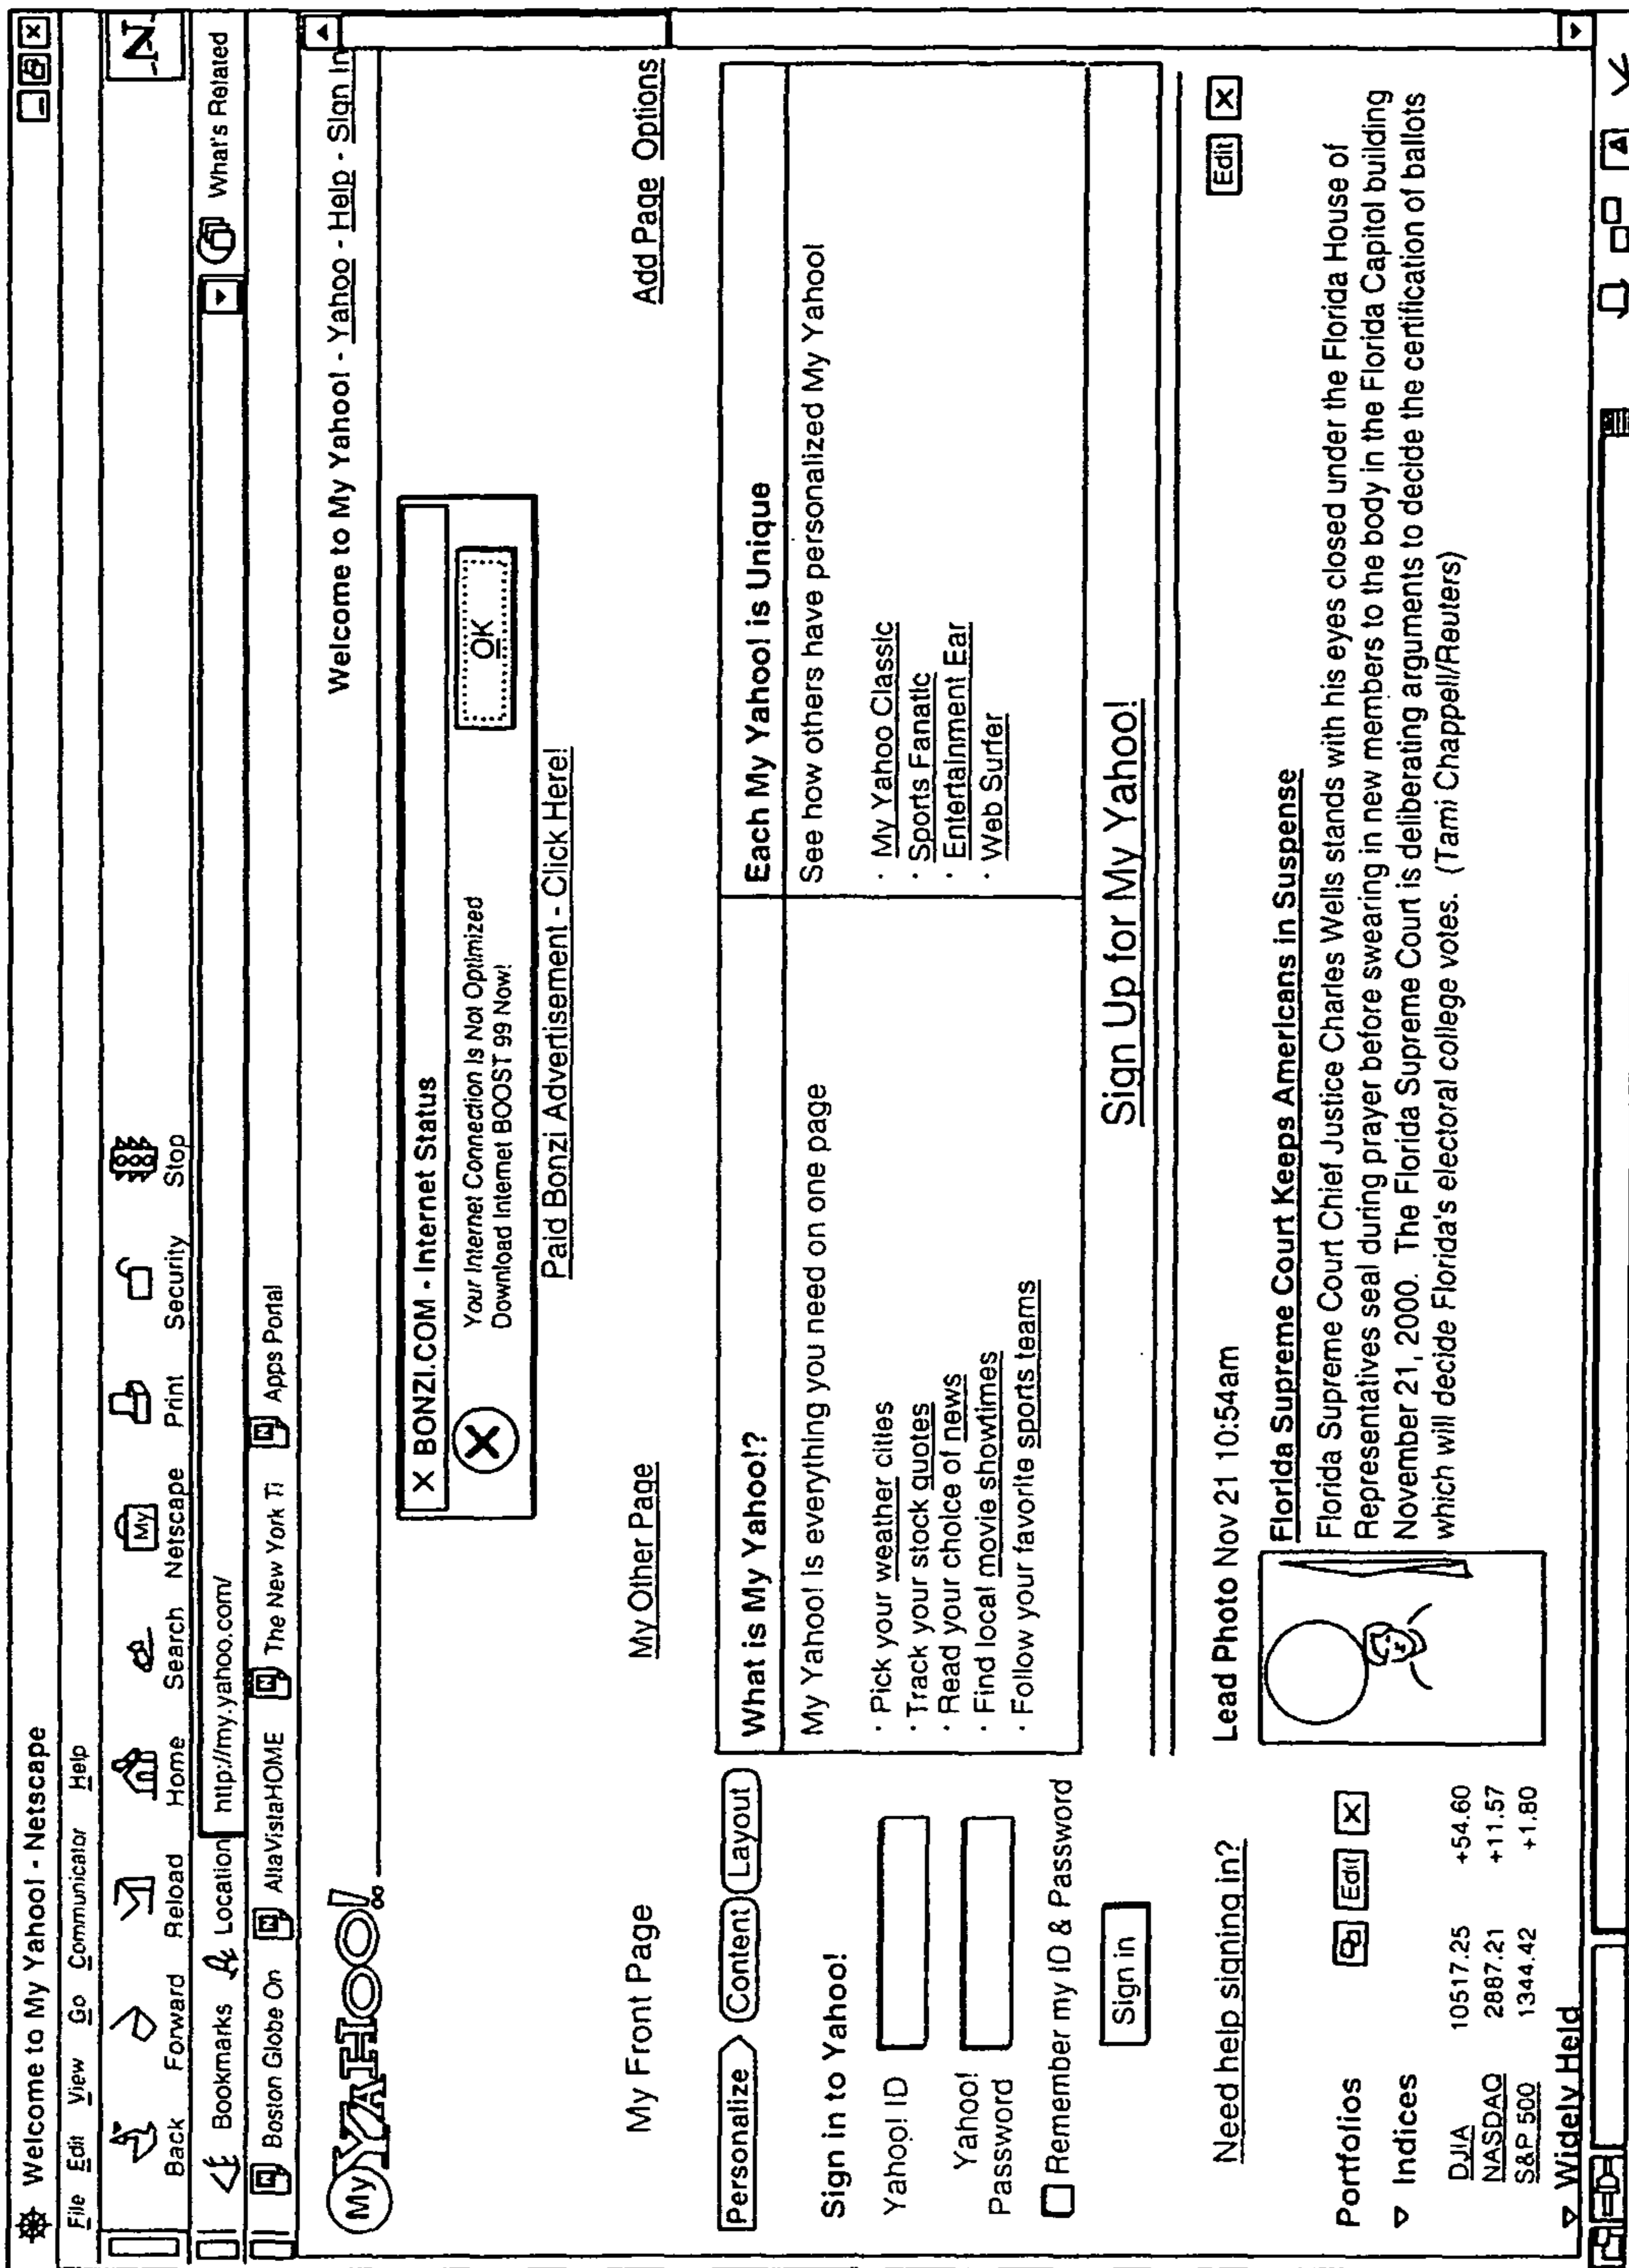 Welcome to My Yahoo! - Netscape
File Edit View Go Communicator Help
Back Forward Reload Home Search Netscape Print Security Stop
My
N
Bookmarks Location http://my.yahoo.com/ What's Related
Boston Globe On AltaVistaHOME The New York Ti Apps Portal
My YAHOO! Welcome to My Yahoo! - Yahoo - Help - Sign In
X BONZI.COM - Internet Status
Your Internet Connection Is Not Optimized
Download Internet BOOST 99 Now!
OK
Paid Bonzi Advertisement - Click Here!
My Front Page My Other Page Add Page Options
Personalize Content Layout
Sign in to Yahoo!
Yahoo! ID
Yahoo!
Password
Remember my ID & Password
Sign in
Need help signing in?
Portfolios Edit X
Indices
DJIA 10517.25 +54.60
NASDAQ 2887.21 +11.57
S&P 500 1344.42 +1.80
Widely Held
What is My Yahoo!?
My Yahoo! is everything you need on one page
· Pick your weather cities
· Track your stock quotes
· Read your choice of news
· Find local movie showtimes
· Follow your favorite sports teams
Each My Yahoo! is Unique
See how others have personalized My Yahoo!
· My Yahoo Classic
· Sports Fanatic
· Entertainment Ear
· Web Surfer
Sign Up for My Yahoo!
Lead Photo Nov 21 10:54am Edit X
Florida Supreme Court Keeps Americans in Suspense
Florida Supreme Court Chief Justice Charles Wells stands with his eyes closed under the Florida House of
Representatives seal during prayer before swearing in new members to the body in the Florida Capitol building
November 21, 2000. The Florida Supreme Court is deliberating arguments to decide the certification of ballots
which will decide Florida's electoral college votes. (Tami Chappell/Reuters)